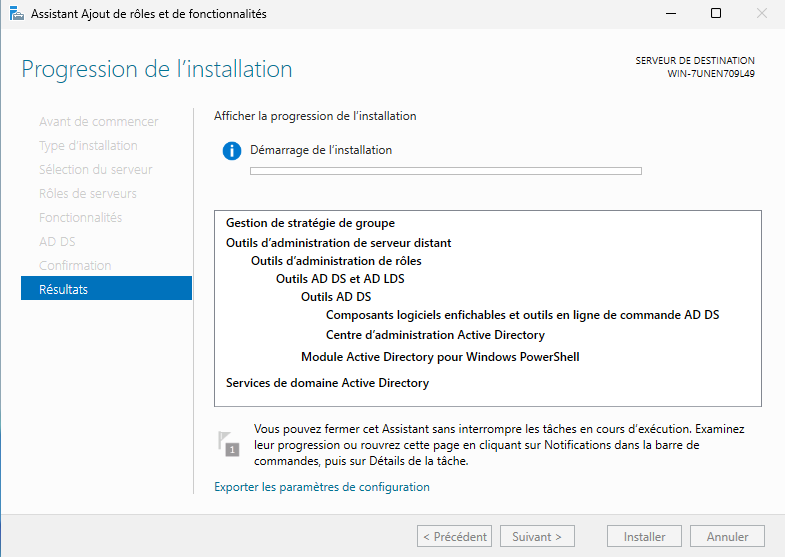 Assistant Ajout de rôles et de fonctionnalités
Progression de l'installation
SERVEUR DE DESTINATION
WIN-7UNEN709L49
Avant de commencer
Type d'installation
Sélection du serveur
Rôles de serveurs
Fonctionnalités
AD DS
Confirmation
Résultats
Afficher la progression de l'installation
Démarrage de l'installation
Gestion de stratégie de groupe
Outils d'administration de serveur distant
Outils d'administration de rôles
Outils AD DS et AD LDS
Outils AD DS
Composants logiciels enfichables et outils en ligne de commande AD DS
Centre d'administration Active Directory
Module Active Directory pour Windows PowerShell
Services de domaine Active Directory
1
Vous pouvez fermer cet Assistant sans interrompre les tâches en cours d'exécution. Examinez
leur progression ou rouvrez cette page en cliquant sur Notifications dans la barre de
commandes, puis sur Détails de la tâche.
Exporter les paramètres de configuration
< Précédent
Suivant >
Installer
Annuler